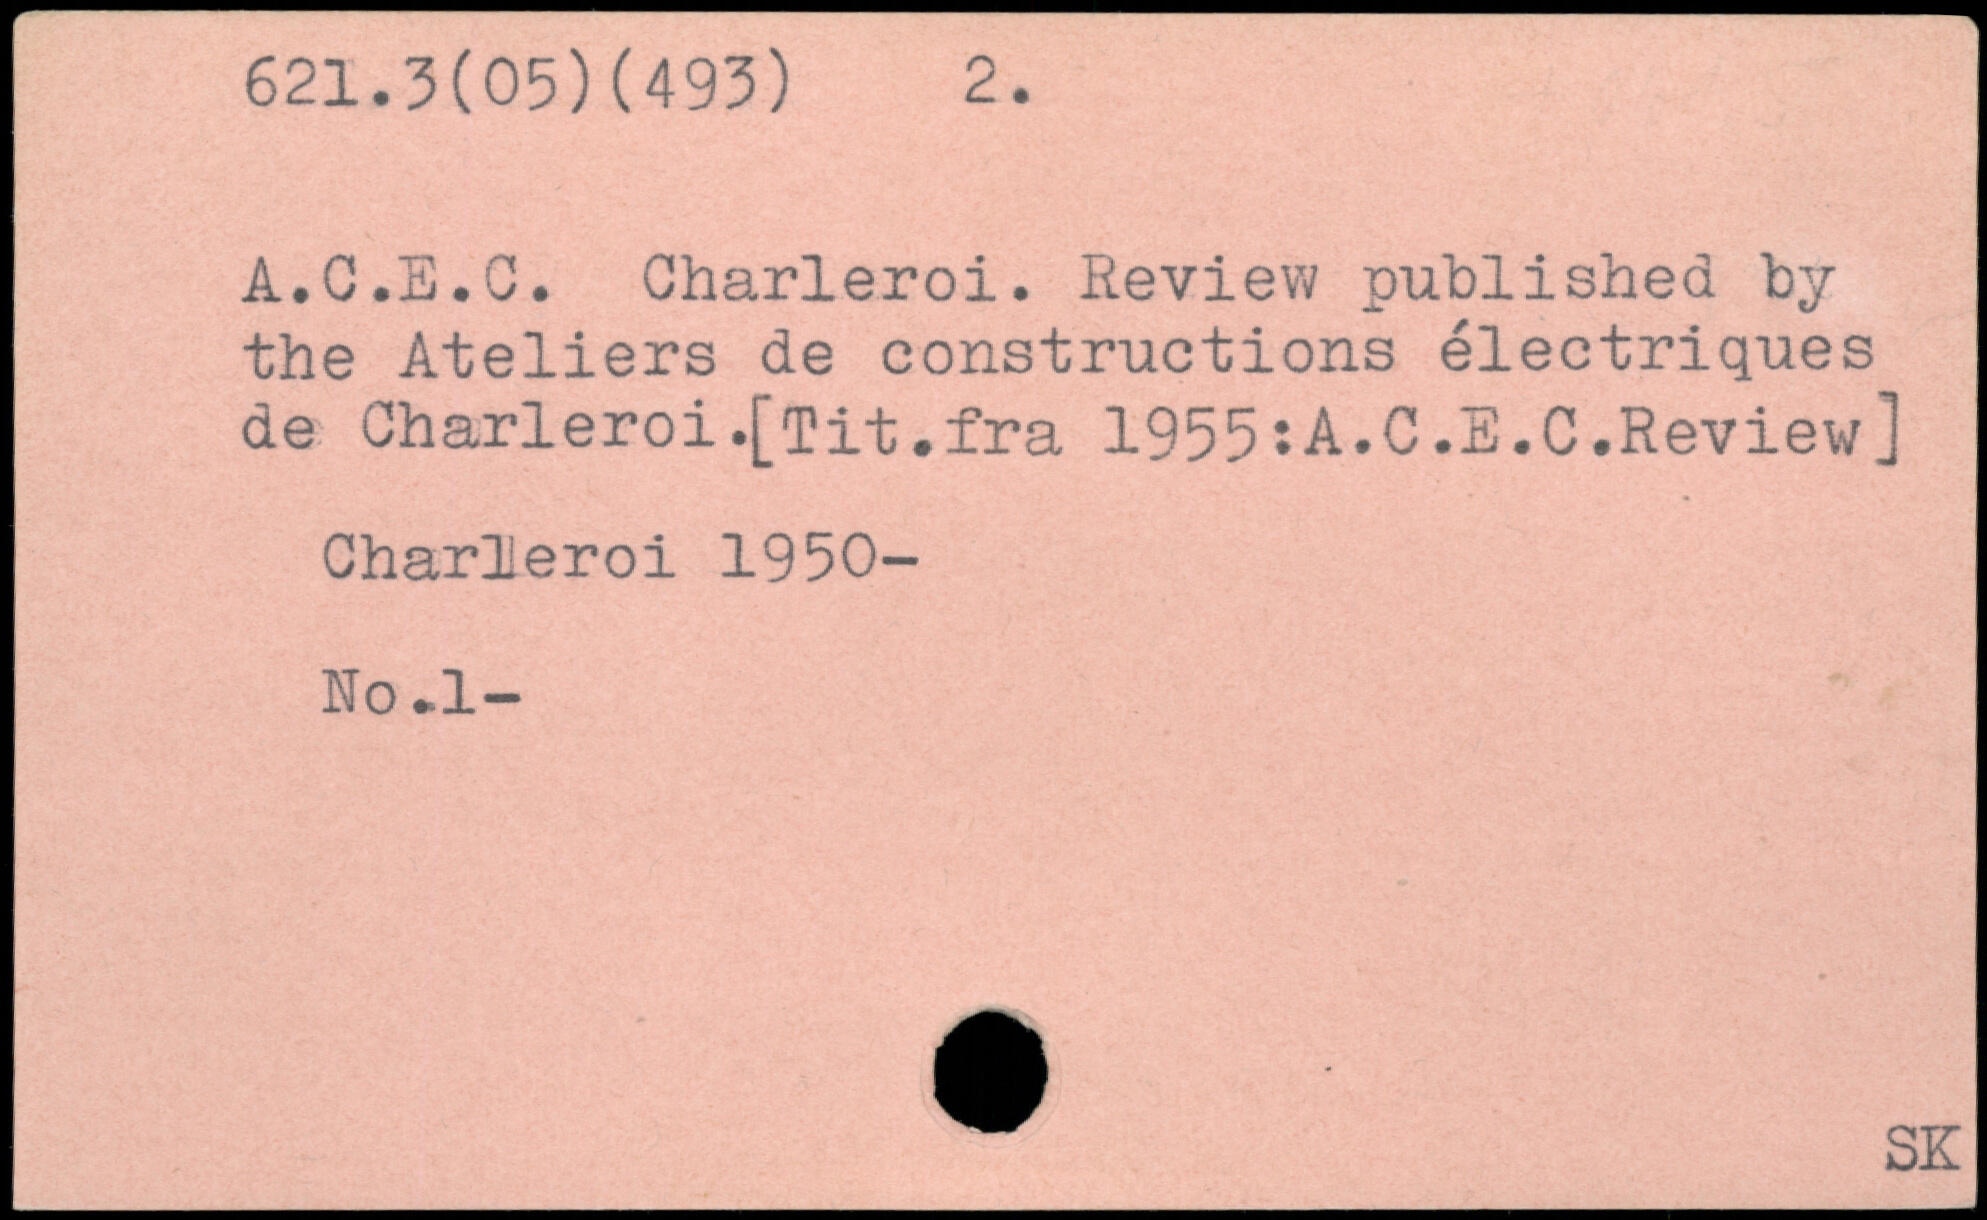 621.3(05)(493) 2.
A.C.E.C. Charleroi. Review published by
the Ateliers de constructions électriques
de Charleroi.[Tit.fra 1955:A.C.E.C.Review]
Charleroi 1950-
No.1-
SK